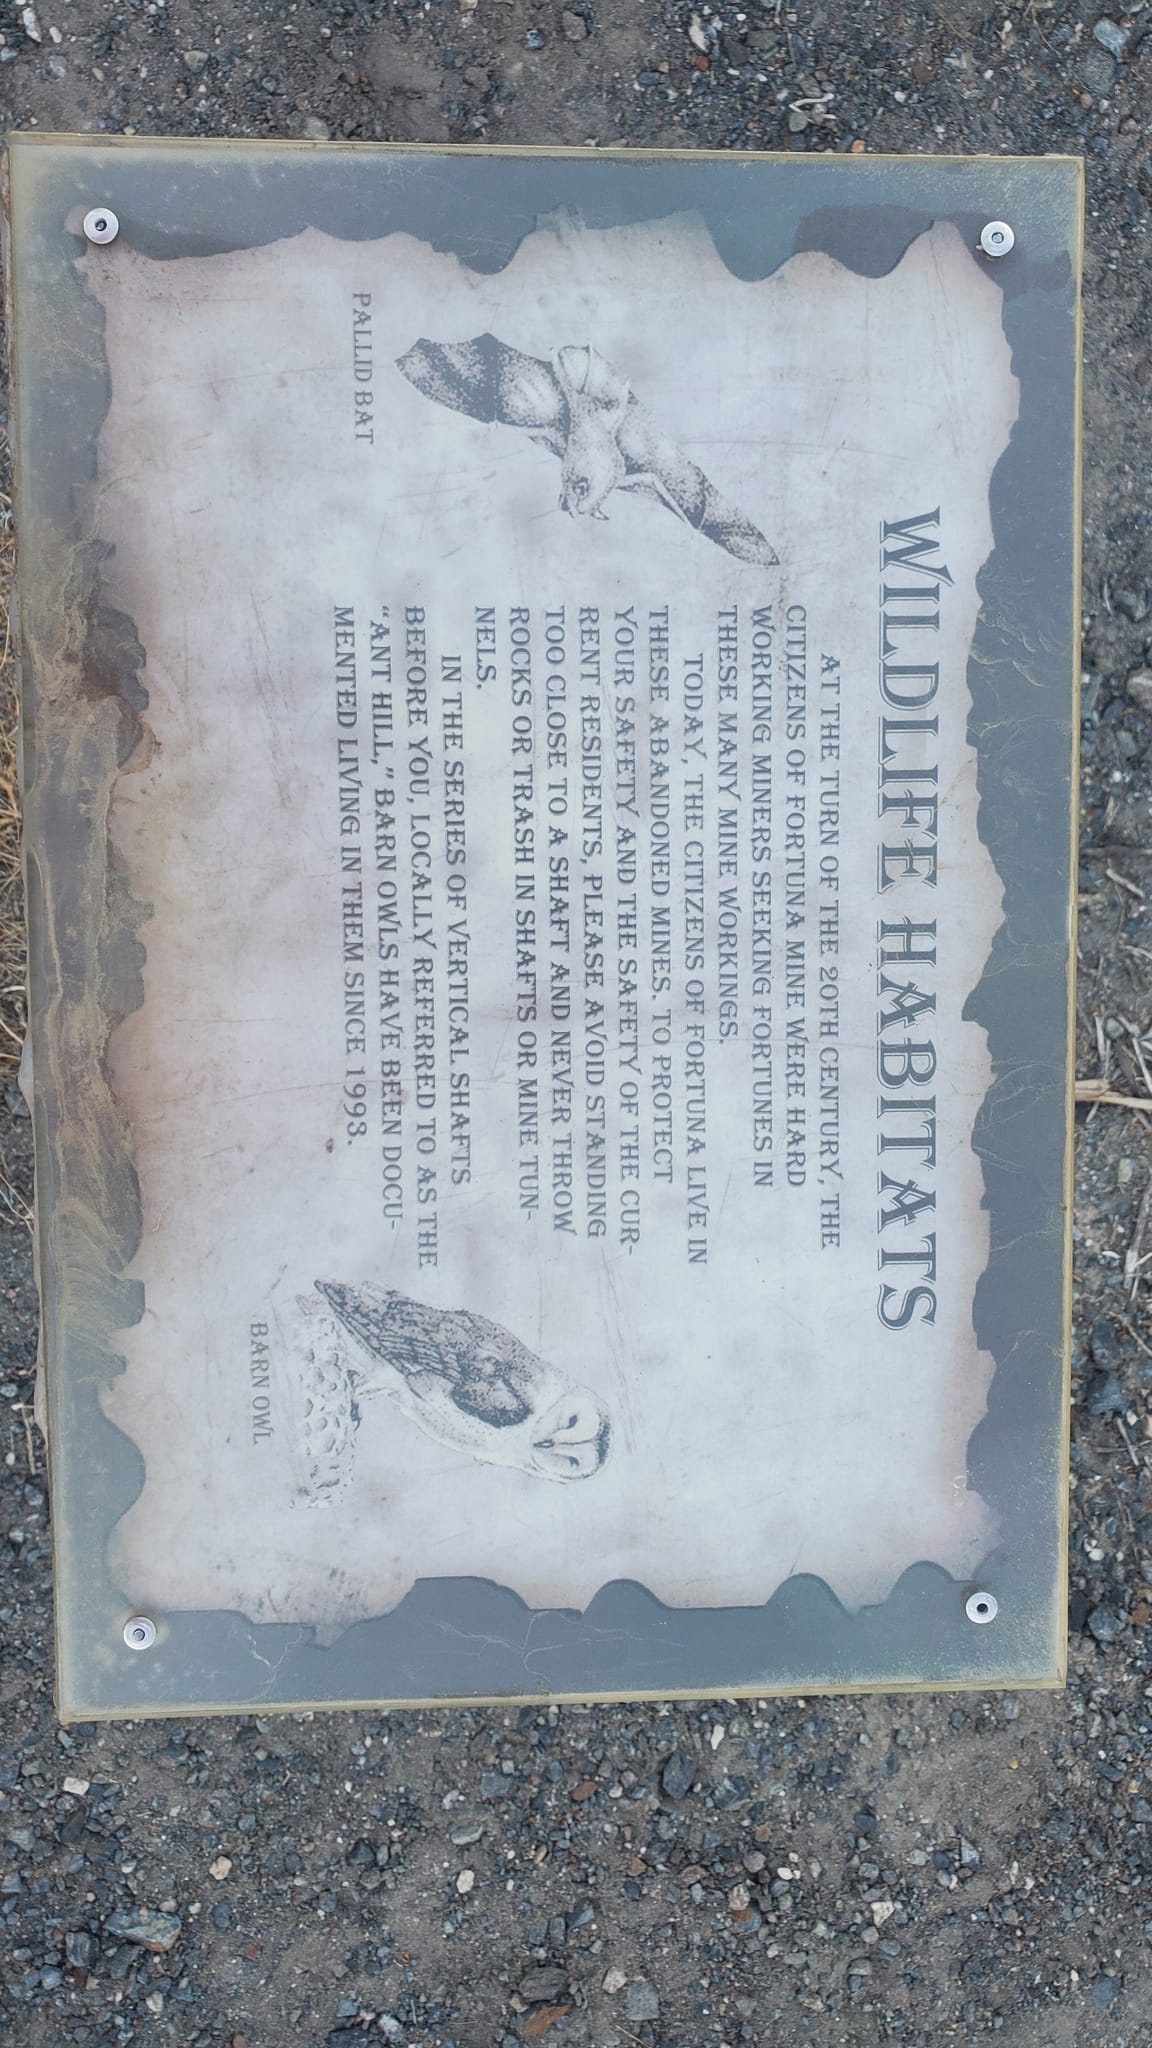 WILDLIFE HABITATS
AT THE TURN OF THE 20TH CENTURY, THE
CITIZENS OF FORTUNA MINE WERE HARD
WORKING MINERS SEEKING FORTUNES IN
THESE MANY MINE WORKINGS.
TODAY, THE CITIZENS OF FORTUNA LIVE IN
THESE ABANDONED MINES. TO PROTECT
YOUR SAFETY AND THE SAFETY OF THE CUR-
RENT RESIDENTS, PLEASE AVOID STANDING
TOO CLOSE TO A SHAFT AND NEVER THROW
ROCKS OR TRASH IN SHAFTS OR MINE TUN-
NELS.
IN THE SERIES OF VERTICAL SHAFTS
BEFORE YOU, LOCALLY REFERRED TO AS THE
“ANT HILL,” BARN OWLS HAVE BEEN DOCU-
MENTED LIVING IN THEM SINCE 1993.
PALLID BAT
BARN OWL